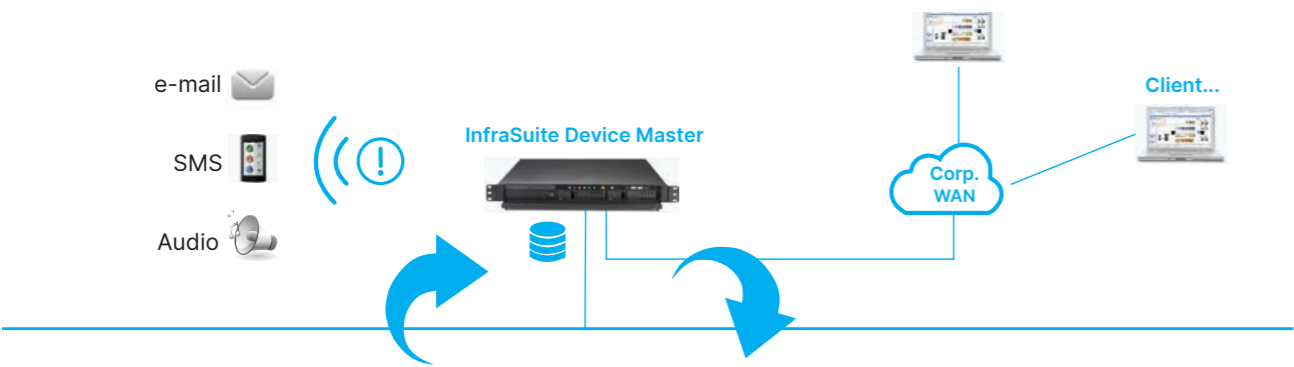 e-mail
SMS
Audio
InfraSuite Device Master
Corp.
WAN
Client...